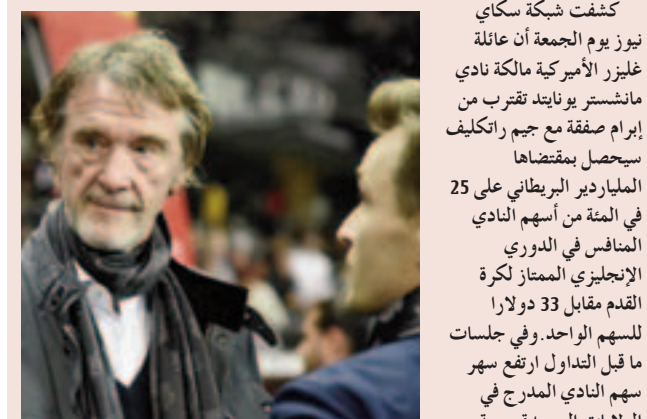 كشفت شبكة سكاي
نيوز يوم الجمعة أن عائلة
غليزر الأميركية مالكة نادي
مانشستر يونايتد تقترب من
إبرام صفقة مع جيم راتكليف
سيحصل بمقتضاها
الملياردير البريطاني على 25
في المئة من أسهم النادي
المنافس في الدوري
الإنجليزي الممتاز لكرة
القدم مقابل 33 دولارا
للسهم الواحد.وفي جلسات
ما قبل التداول ارتفع سهر
سهم النادي المدرج في